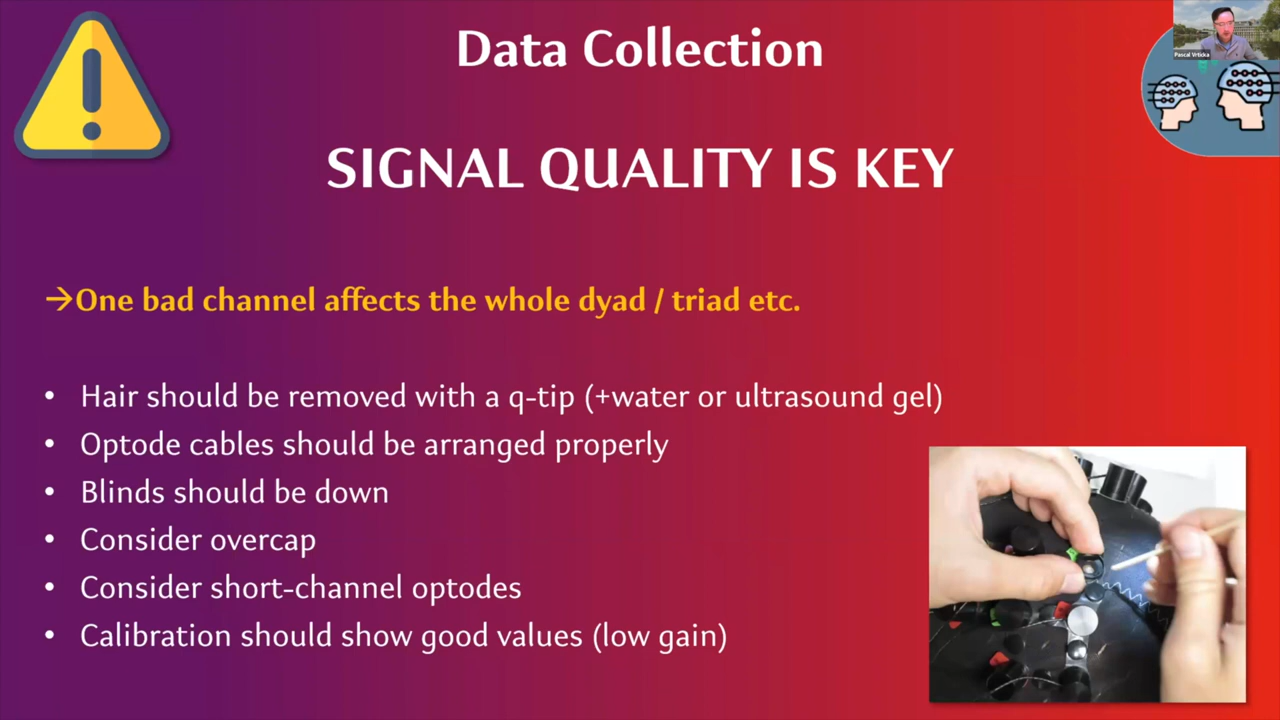 Data Collection
Pascal Vrticka
SIGNAL QUALITY IS KEY
→One bad channel affects the whole dyad / triad etc.
• Hair should be removed with a q-tip (+water or ultrasound gel)
• Optode cables should be arranged properly
• Blinds should be down
• Consider overcap
• Consider short-channel optodes
• Calibration should show good values (low gain)